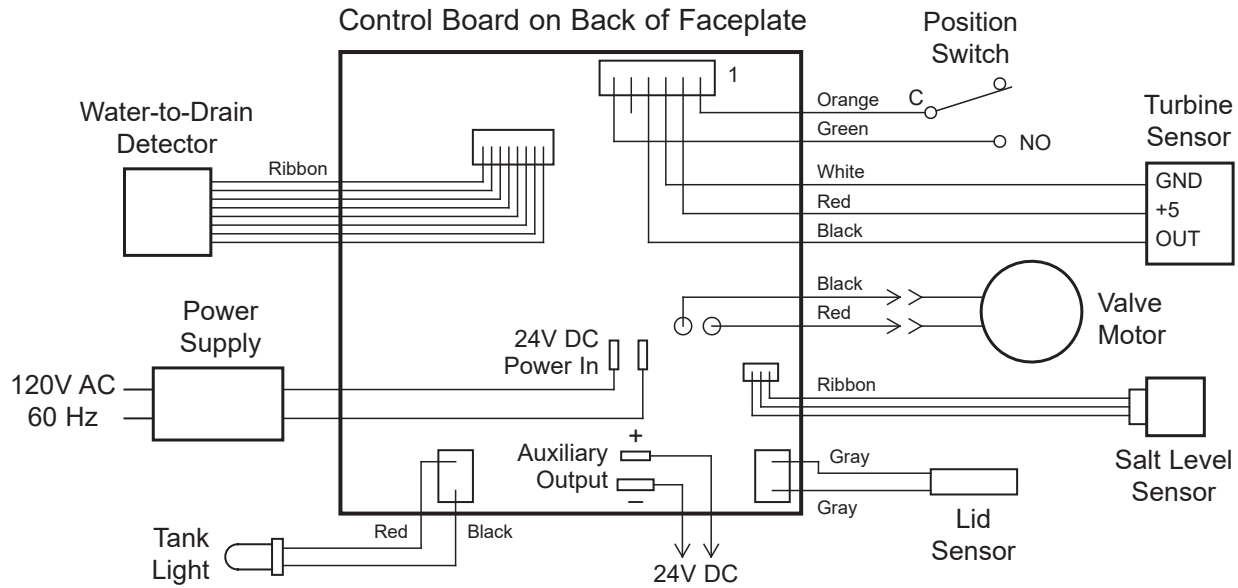 Control Board on Back of Faceplate
Position
Switch
1
Water-to-Drain
Detector
Orange
C
Turbine
Sensor
Green
NO
Ribbon
White
GND
Red
+5
Black
OUT
Black
Red
Valve
Motor
Power
Supply
24V DC
Power In
120V AC
60 Hz
Ribbon
Salt Level
Sensor
Auxiliary
Output
+
–
Gray
Gray
Lid
Sensor
Red
Black
Tank
Light
24V DC